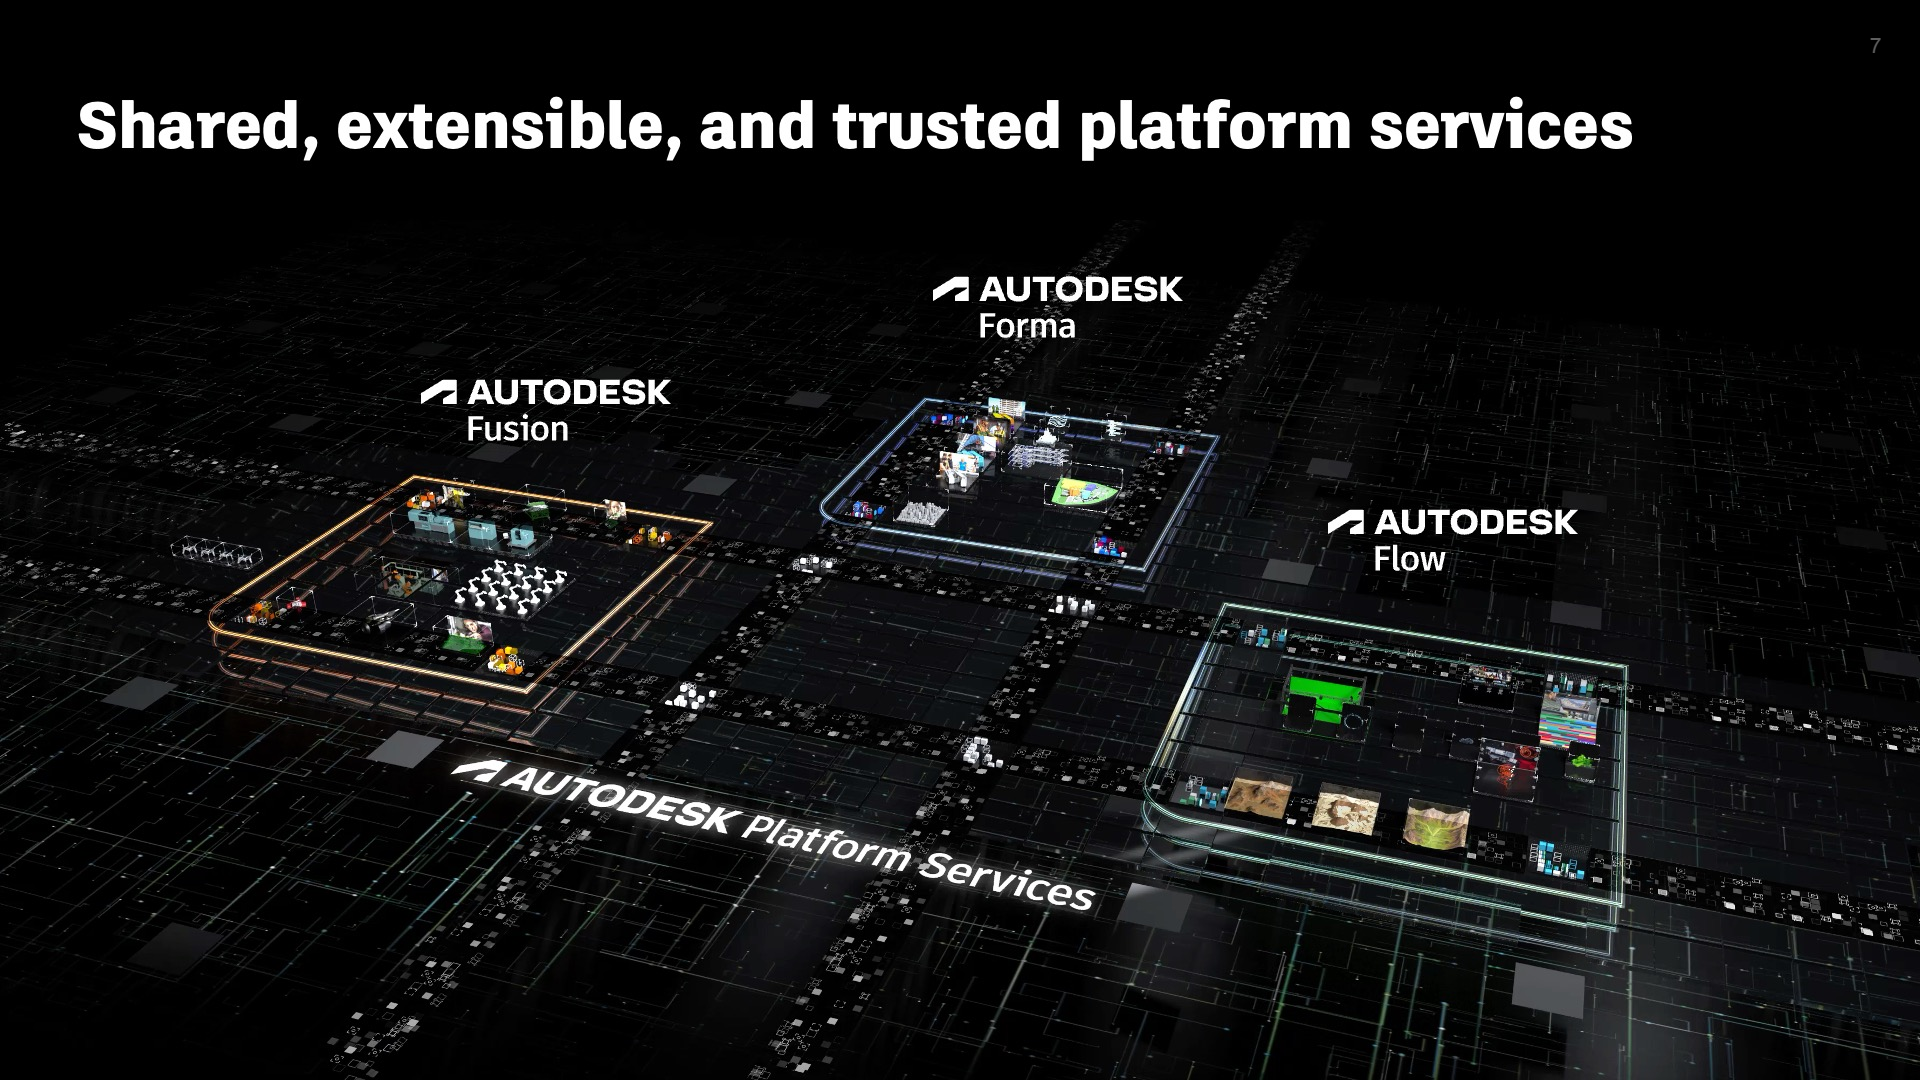 7
Shared, extensible, and trusted platform services
AUTODESK
Forma
AUTODESK
Fusion
AUTODESK
Flow
AUTODESK Platform Services